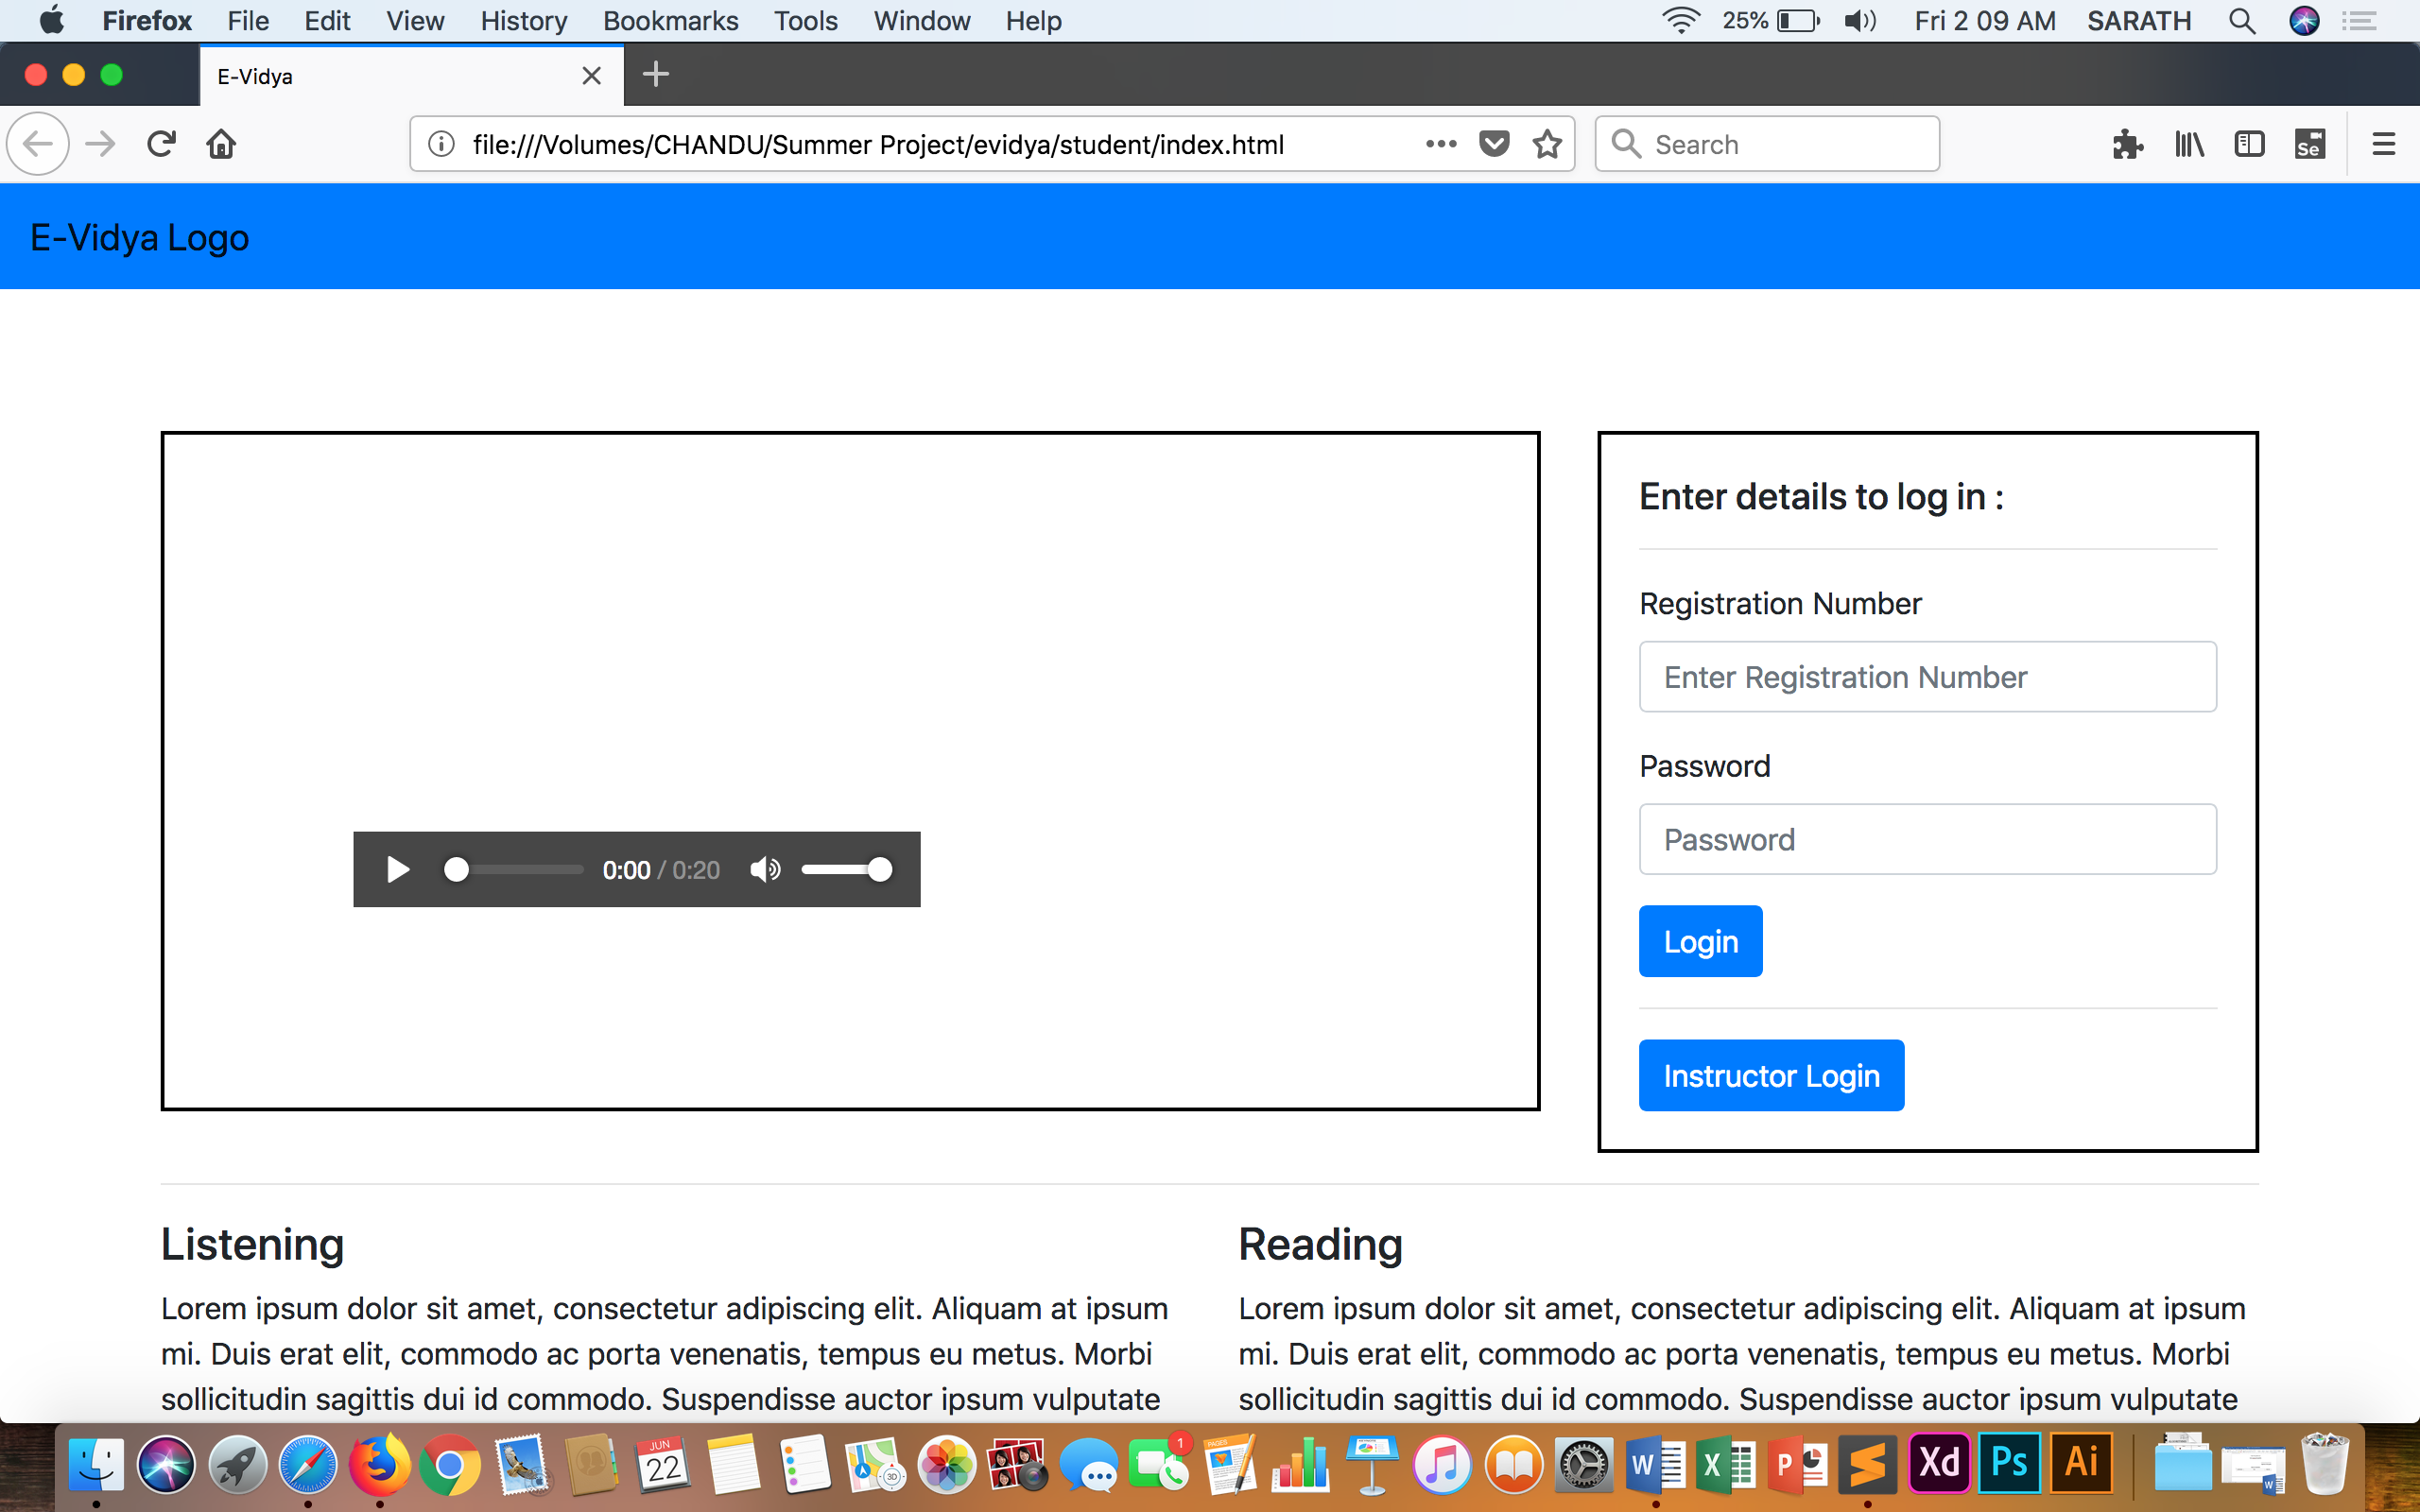 Firefox File Edit View History Bookmarks Tools Window Help 25% Fri 2 09 AM SARATH
E-Vidya
file:///Volumes/CHANDU/Summer Project/evidya/student/index.html Search Se
E-Vidya Logo
Enter details to log in :
Registration Number
Enter Registration Number
Password
Password
0:00 / 0:20
Login
Instructor Login
Listening
Lorem ipsum dolor sit amet, consectetur adipiscing elit. Aliquam at ipsum
mi. Duis erat elit, commodo ac porta venenatis, tempus eu metus. Morbi
sollicitudin sagittis dui id commodo. Suspendisse auctor ipsum vulputate
Reading
Lorem ipsum dolor sit amet, consectetur adipiscing elit. Aliquam at ipsum
mi. Duis erat elit, commodo ac porta venenatis, tempus eu metus. Morbi
sollicitudin sagittis dui id commodo. Suspendisse auctor ipsum vulputate
JUN
22
3D
1
PAGES
W X P Xd Ps Ai
W